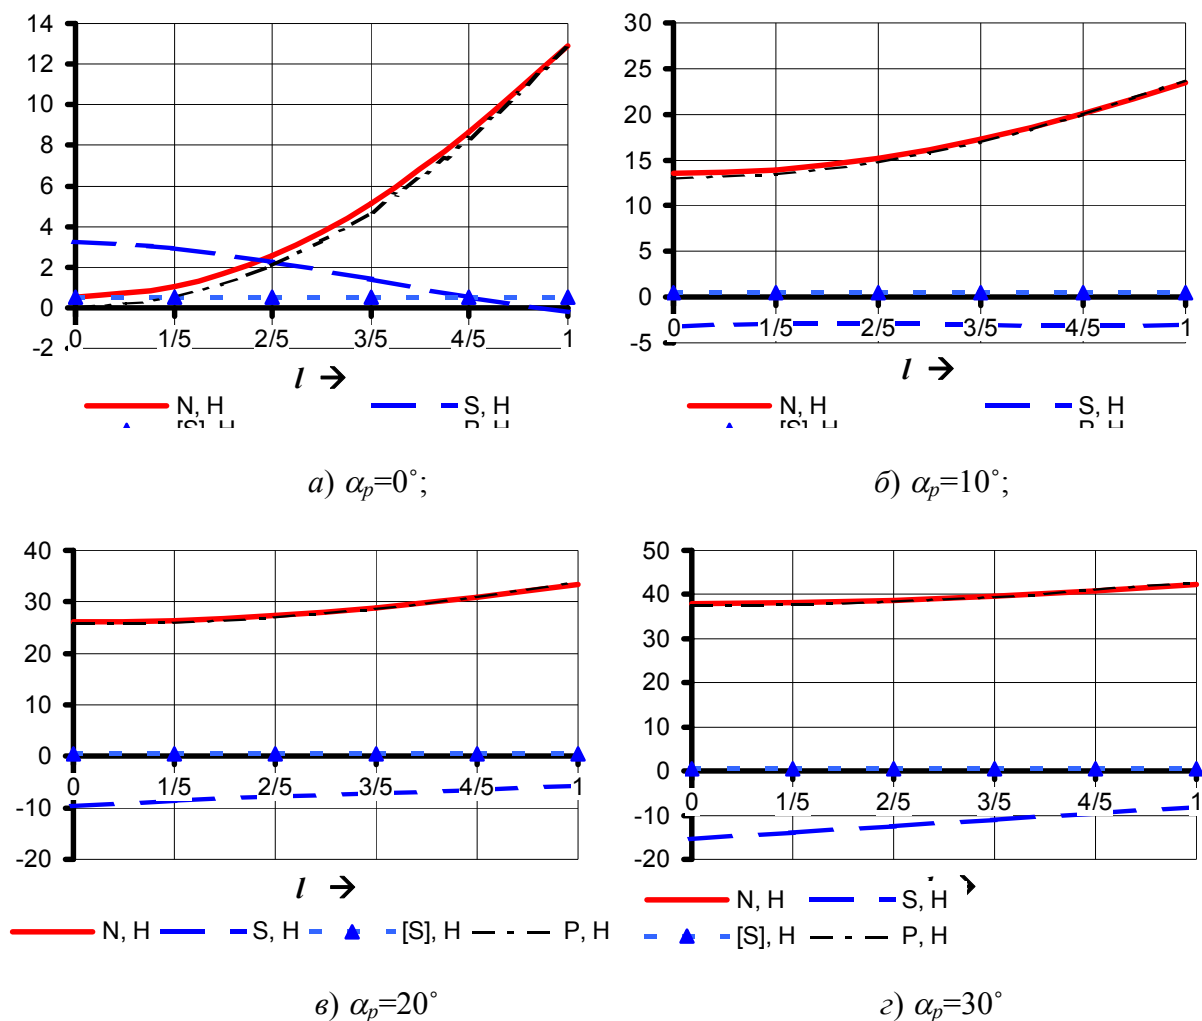 14
12
10
8
6
4
2
0
-2
0 1/5 2/5 3/5 4/5 1
l →
N, H S, H
[S], H P, H
а) αp=0˚;
30
25
20
15
10
5
0
-5
0 1/5 2/5 3/5 4/5 1
l →
N, H S, H
[S], H P, H
б) αp=10˚;
40
30
20
10
0
-10
-20
0 1/5 2/5 3/5 4/5 1
l →
N, H S, H [S], H P, H
в) αp=20˚
50
40
30
20
10
0
-10
-20
0 1/5 2/5 3/5 4/5 1
N, H S, H
[S], H P, H
г) αp=30˚